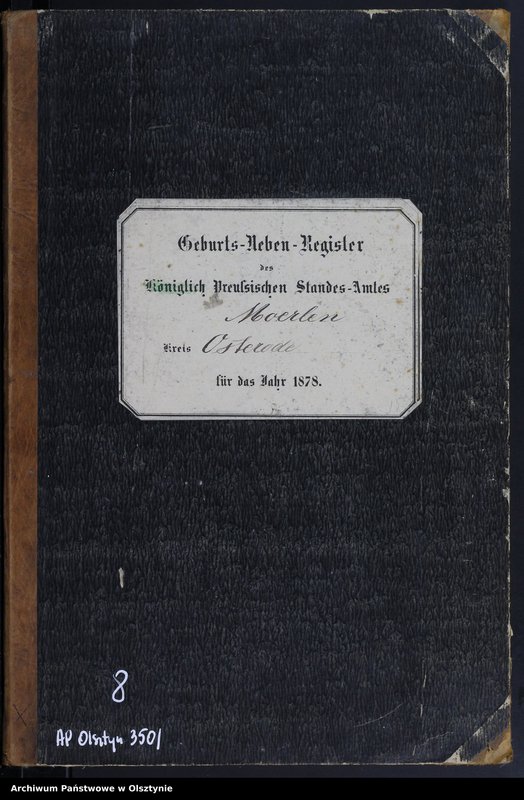 Geburts-Neben-Register
des
Königlich Preußischen Standes-Amtes
Moerlen
Kreis Osterode
für das Jahr 1878.
8
AP Olsztyn 350/
Archiwum Państwowe w Olsztynie